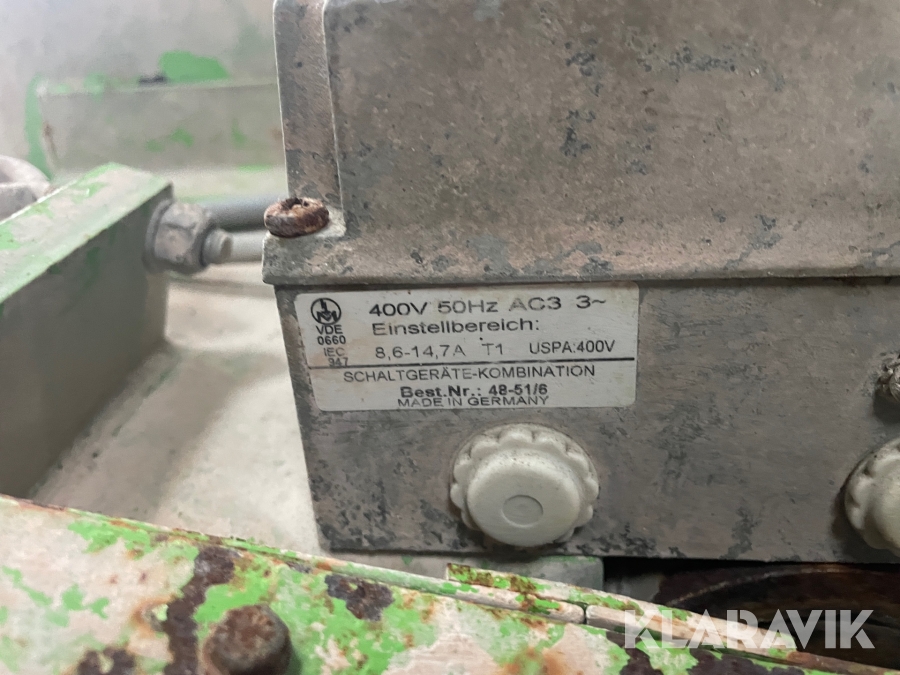 400V 50Hz AC3 3~
VDE
0660
IEC
947
Einstellbereich:
8,6-14,7A T1 USPA:400V
SCHALTGERÄTE-KOMBINATION
Best.Nr.: 48-51/6
MADE IN GERMANY
KLARAVIK